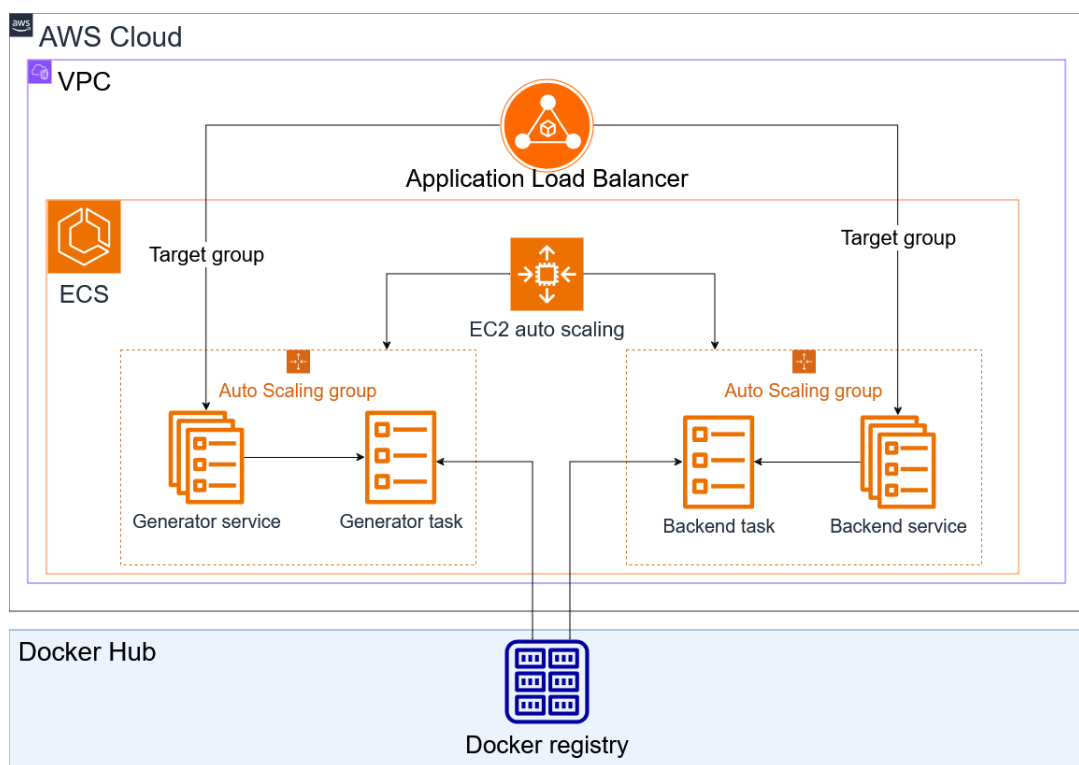 aws
AWS Cloud
VPC
Application Load Balancer
Target group
Target group
ECS
EC2 auto scaling
Auto Scaling group
Auto Scaling group
Generator service
Generator task
Backend task
Backend service
Docker Hub
Docker registry